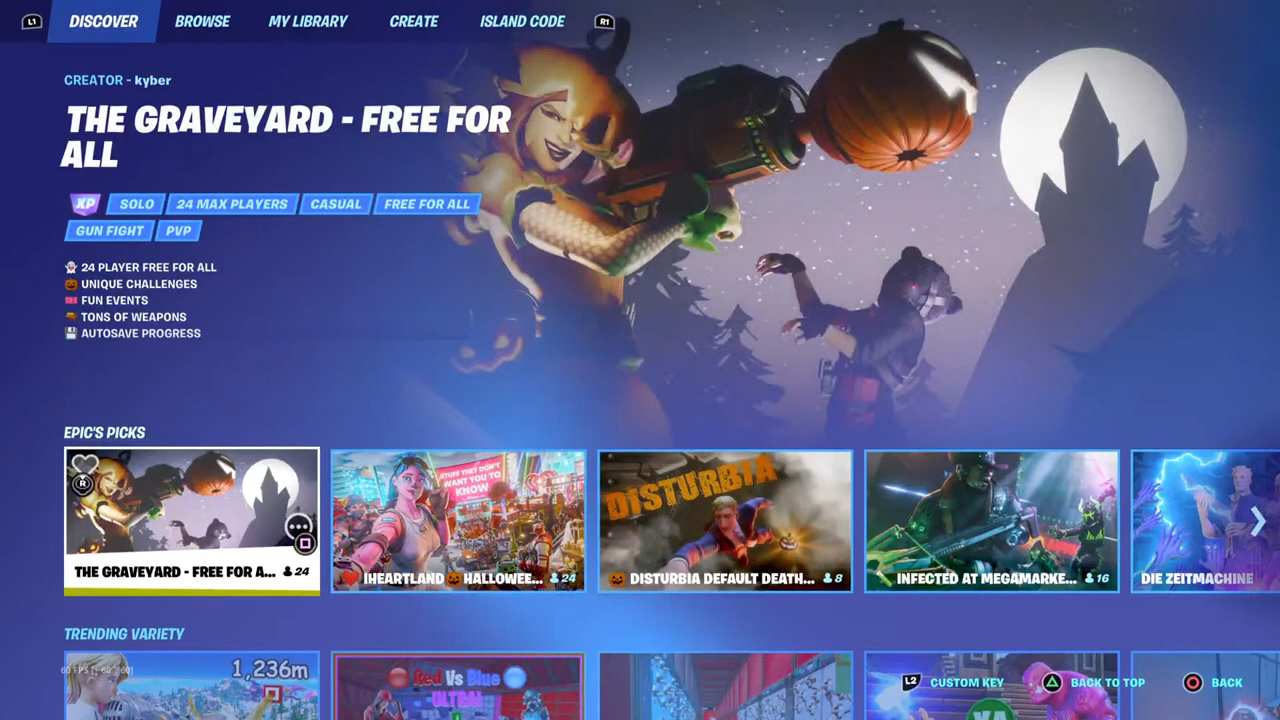 L1
DISCOVER
BROWSE
MY LIBRARY
CREATE
ISLAND CODE
R1
CREATOR - kyber
THE GRAVEYARD - FREE FOR
ALL
XP
SOLO
24 MAX PLAYERS
CASUAL
FREE FOR ALL
GUN FIGHT
PVP
24 PLAYER FREE FOR ALL
UNIQUE CHALLENGES
FUN EVENTS
TONS OF WEAPONS
AUTOSAVE PROGRESS
EPIC'S PICKS
R
THE GRAVEYARD - FREE FOR A...
24
STUFF THEY DON'T
WANT YOU TO
KNOW
IHEARTLAND HALLOWEE...
24
DISTURBIA
DISTURBIA DEFAULT DEATH...
8
INFECTED AT MEGAMARKE...
16
DIE ZEITMACHINE
TRENDING VARIETY
1,236m
Red Vs Blue
ULTRA!
L2
CUSTOM KEY
BACK TO TOP
BACK